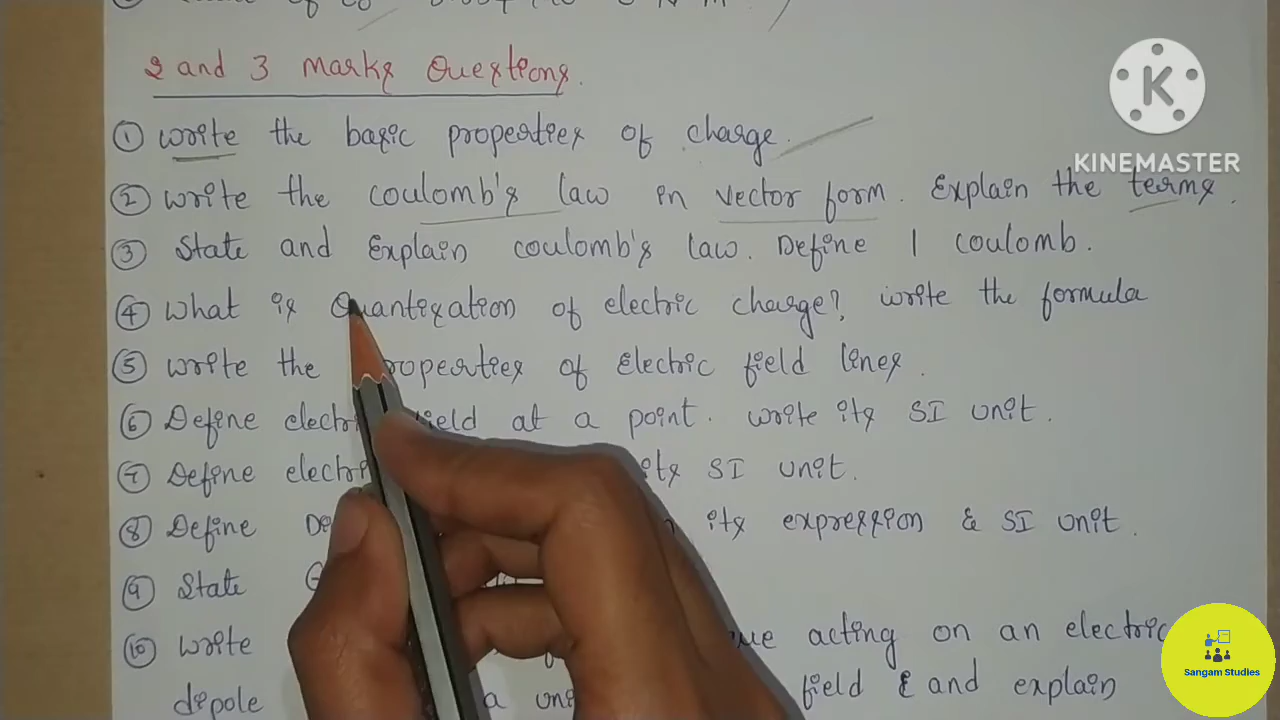 2 and 3 Marks Questions.
① Write the basic properties of charge.
② Write the coulomb's law in vector form. Explain the terms.
③ State and Explain coulomb's law. Define 1 coulomb.
④ What is Quantization of electric charge? write the formula
⑤ Write the properties of Electric field lines.
⑥ Define electric field at a point. write its SI unit.
⑦ Define its SI unit.
⑧ Define its expression & SI unit.
⑨ State
⑩ Write acting on an electric
dipole a field and explain
KINEMASTER
Sangam Studies